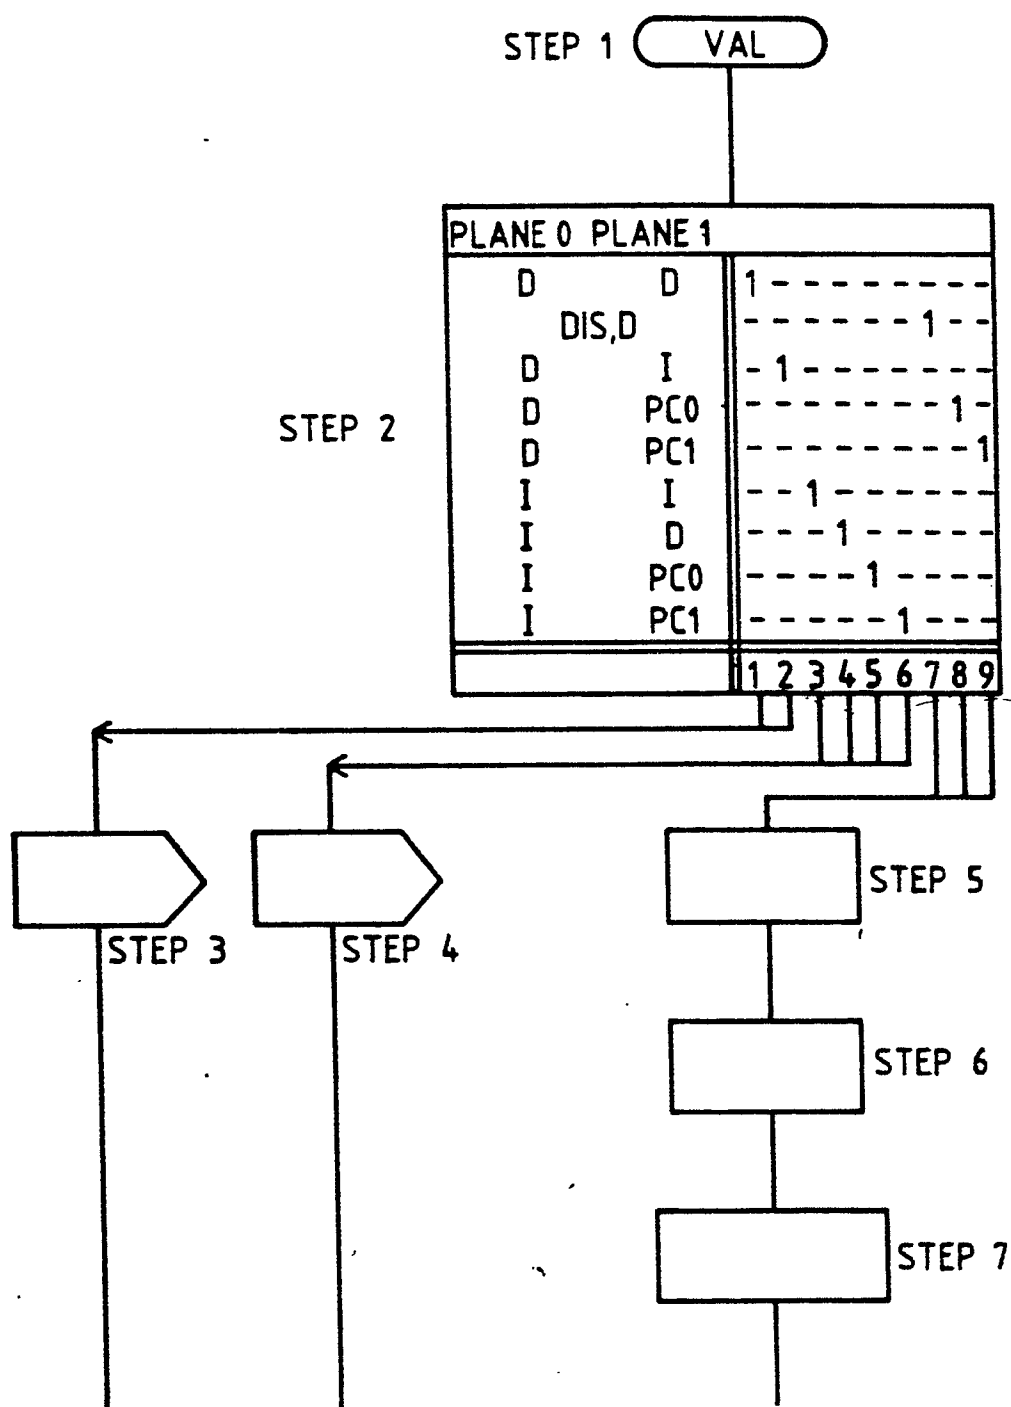 STEP 1 VAL
PLANE 0 PLANE 1
D D 1 - - - - - - - -
DIS,D - - - - - - 1 - -
D I - 1 - - - - - - -
D PC0 - - - - - - - 1 -
STEP 2
D PC1 - - - - - - - - 1
I I - - 1 - - - - - -
I D - - - 1 - - - - -
I PC0 - - - - 1 - - - -
I PC1 - - - - - 1 - - -
1 2 3 4 5 6 7 8 9
STEP 5
STEP 3 STEP 4
STEP 6
STEP 7